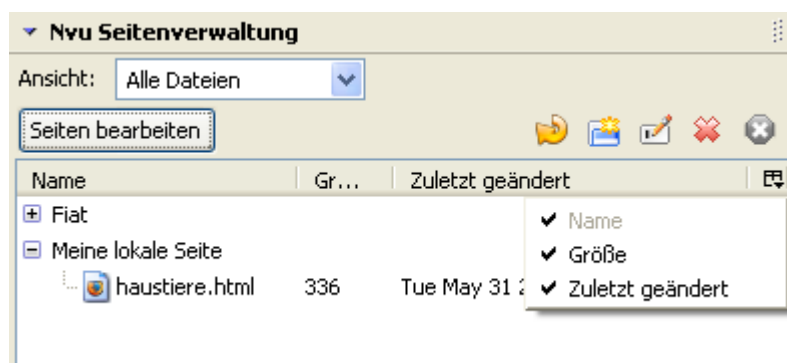 Nvu Seitenverwaltung
Ansicht: Alle Dateien
Seiten bearbeiten
Name Gr... Zuletzt geändert
Fiat
Meine lokale Seite
haustiere.html 336 Tue May 31
Name
Größe
Zuletzt geändert